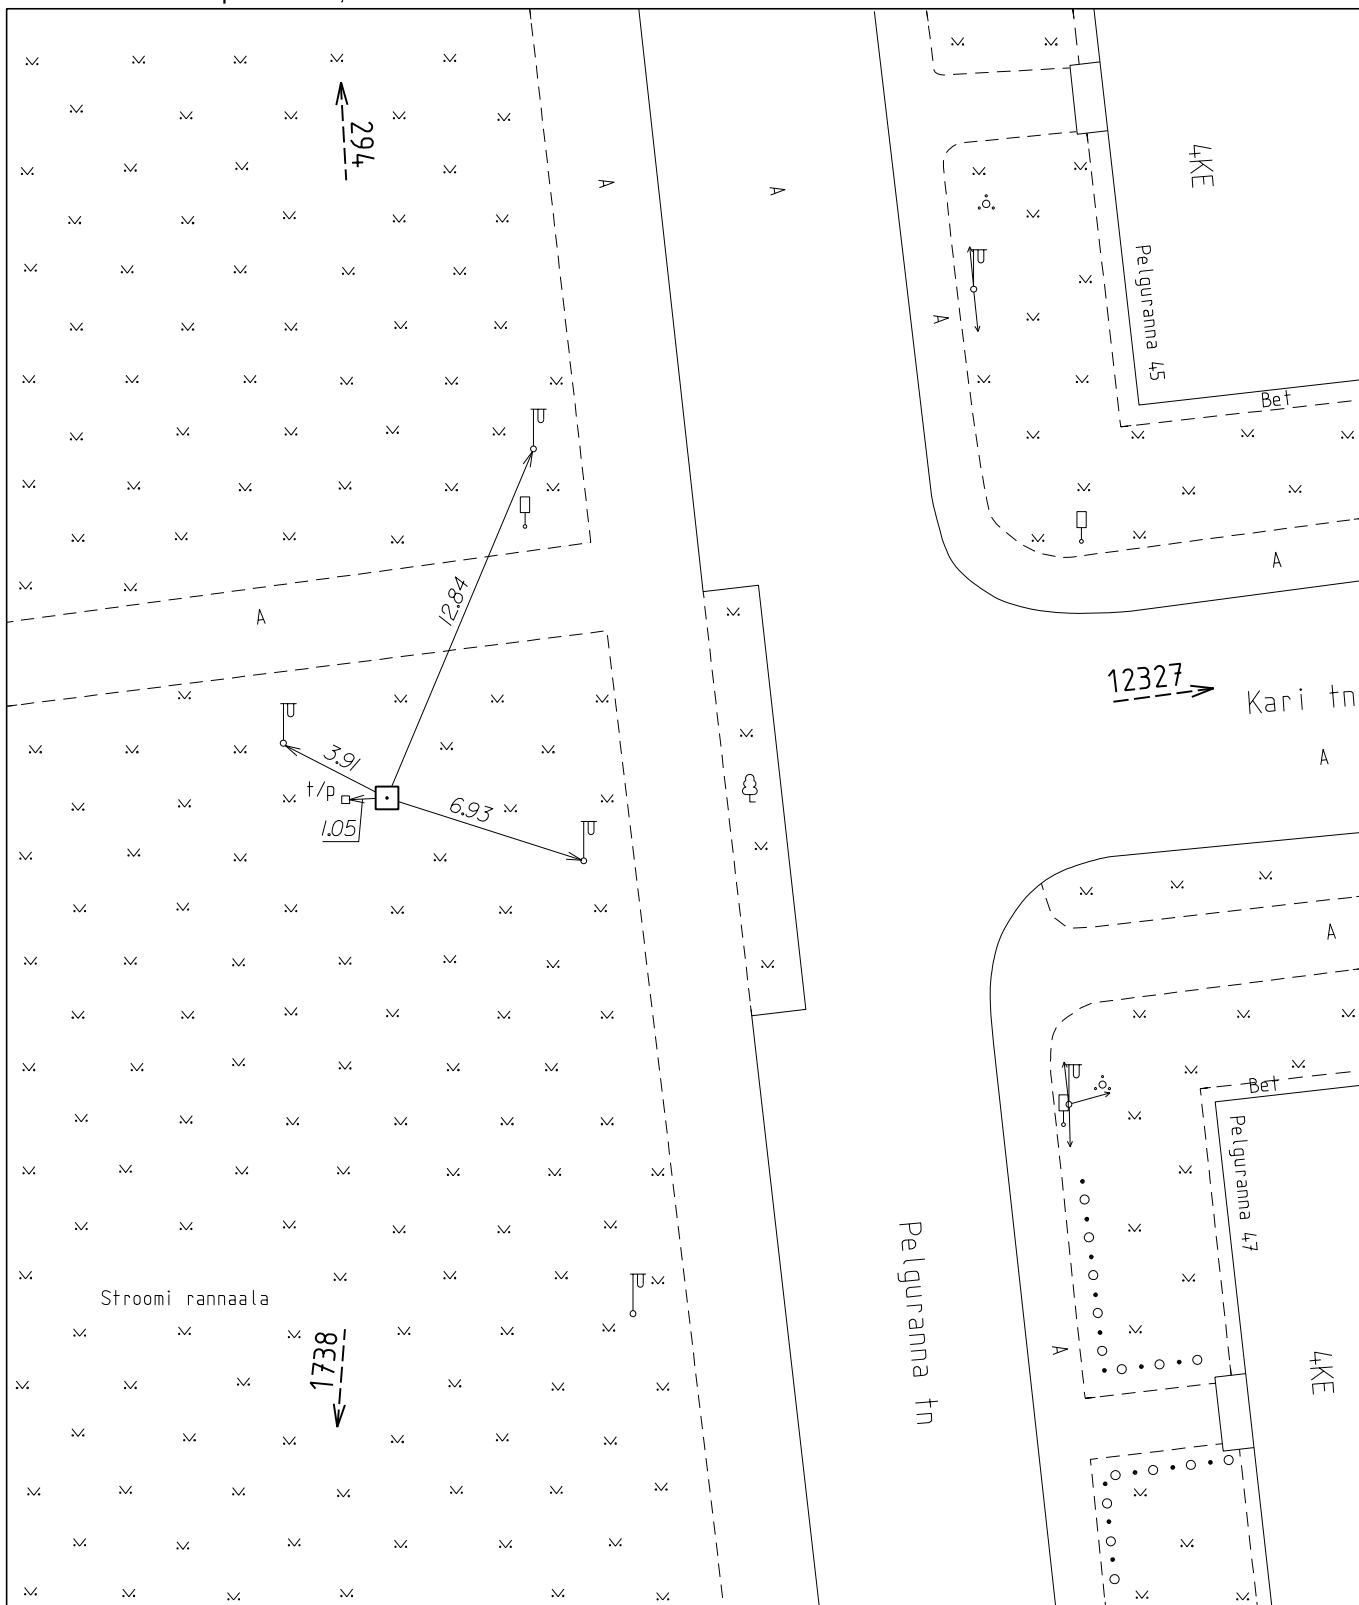 294
A
A
4KE
Pelguranna 45
A
Bet
12.84
A
A
12327
Kari tn
A
3.91
t/p
6.93
1.05
A
Bet
Pelguranna 47
Pelguranna tn
Stroomi rannaala
1738
A
4KE